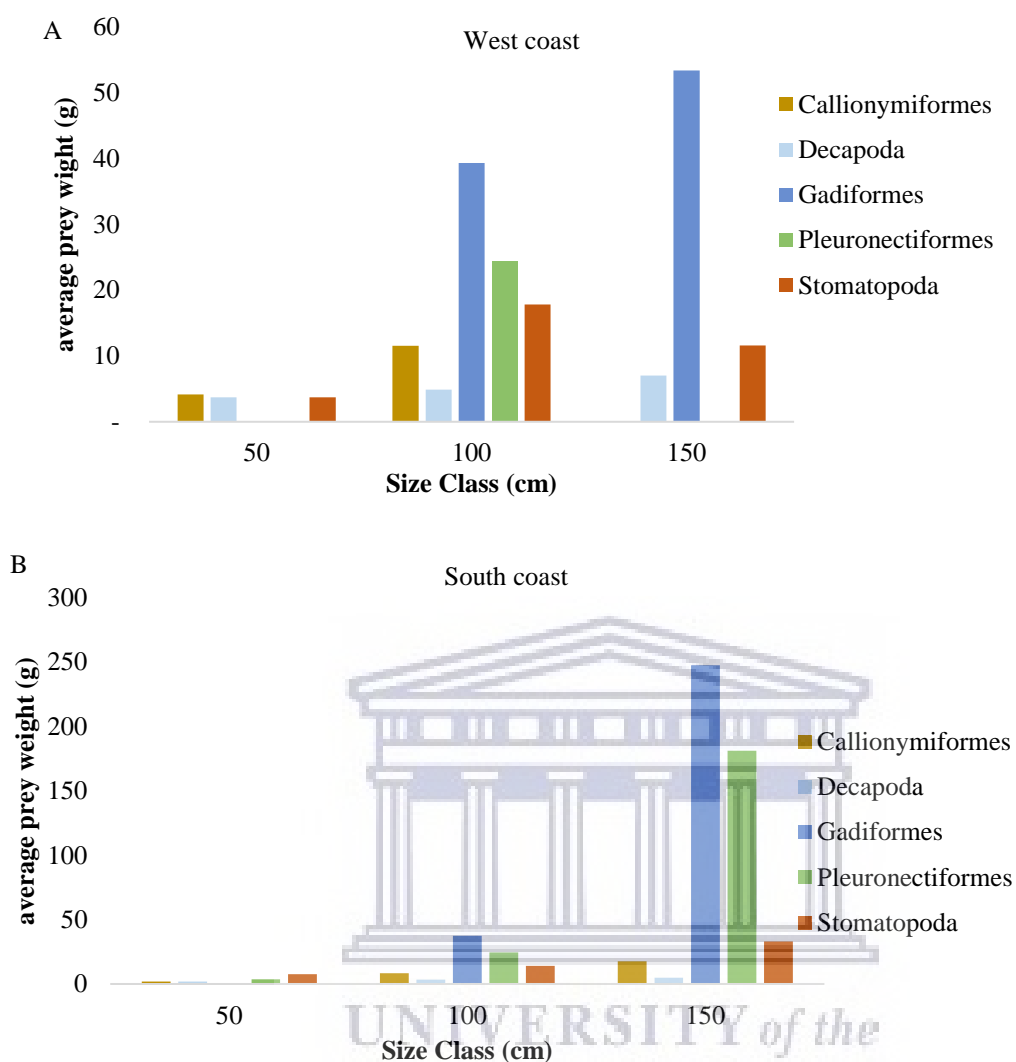 A
West coast
average prey wight (g)
60
50
40
30
20
10
-
50 100 150
Size Class (cm)
Callionymiformes
Decapoda
Gadiformes
Pleuronectiformes
Stomatopoda
B
South coast
average prey weight (g)
300
250
200
150
100
50
0
50 100 150
Size Class (cm)
Callionymiformes
Decapoda
Gadiformes
Pleuronectiformes
Stomatopoda
UNIVERSITY of the